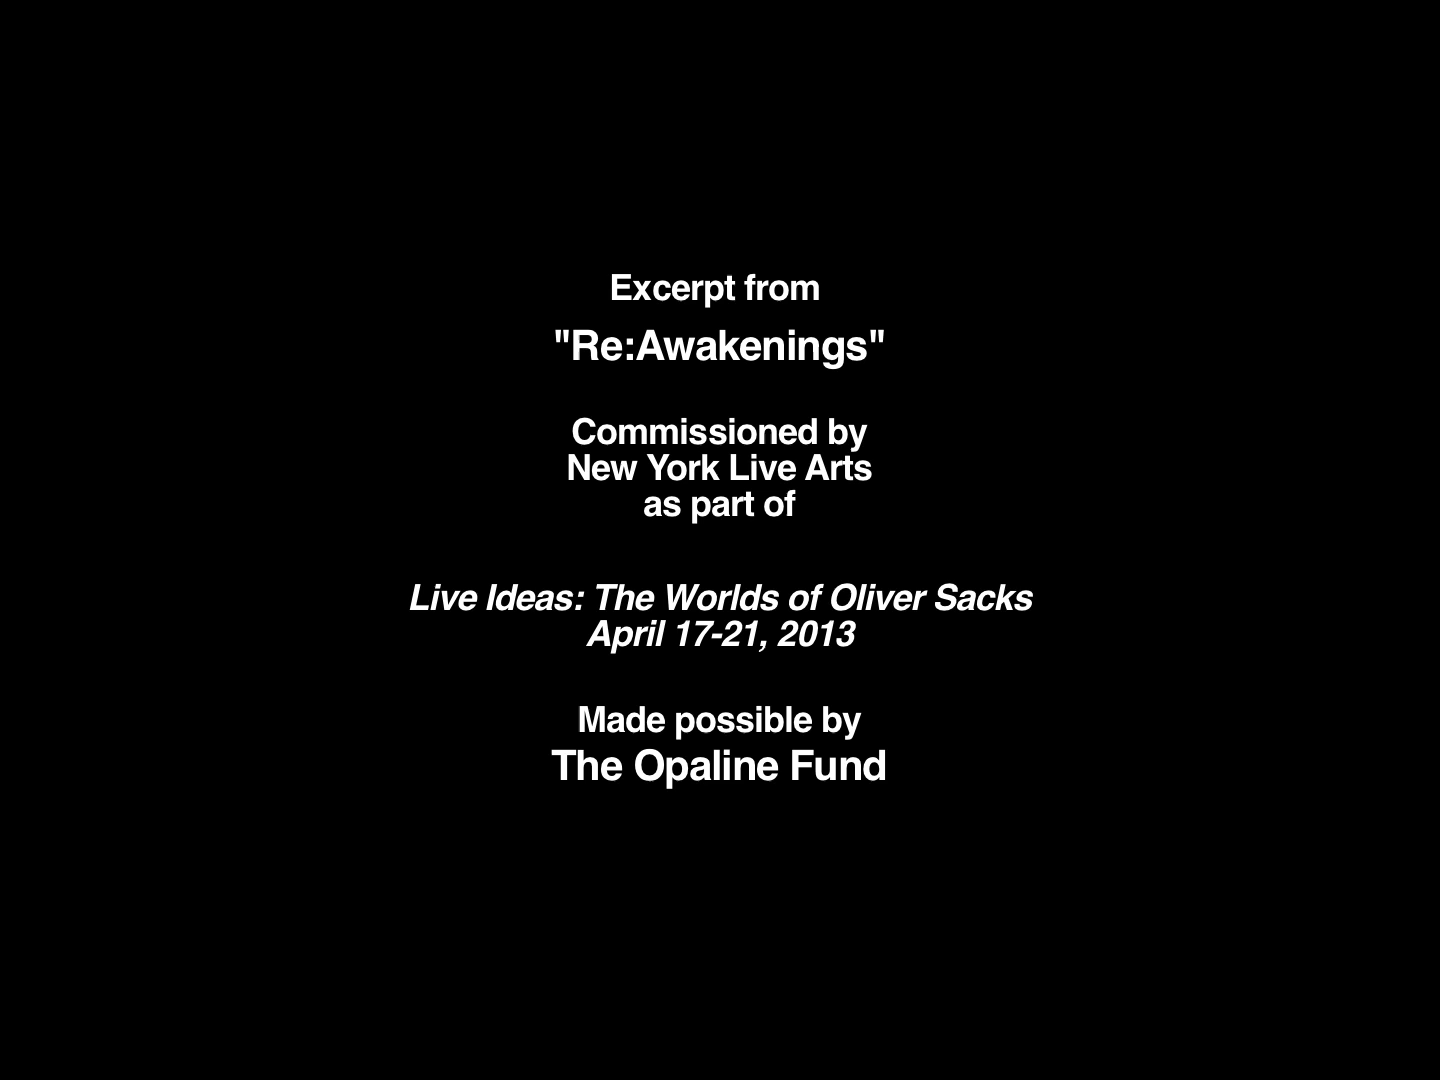 Excerpt from
"Re:Awakenings"
Commissioned by
New York Live Arts
as part of
Live Ideas: The Worlds of Oliver Sacks
April 17-21, 2013
Made possible by
The Opaline Fund